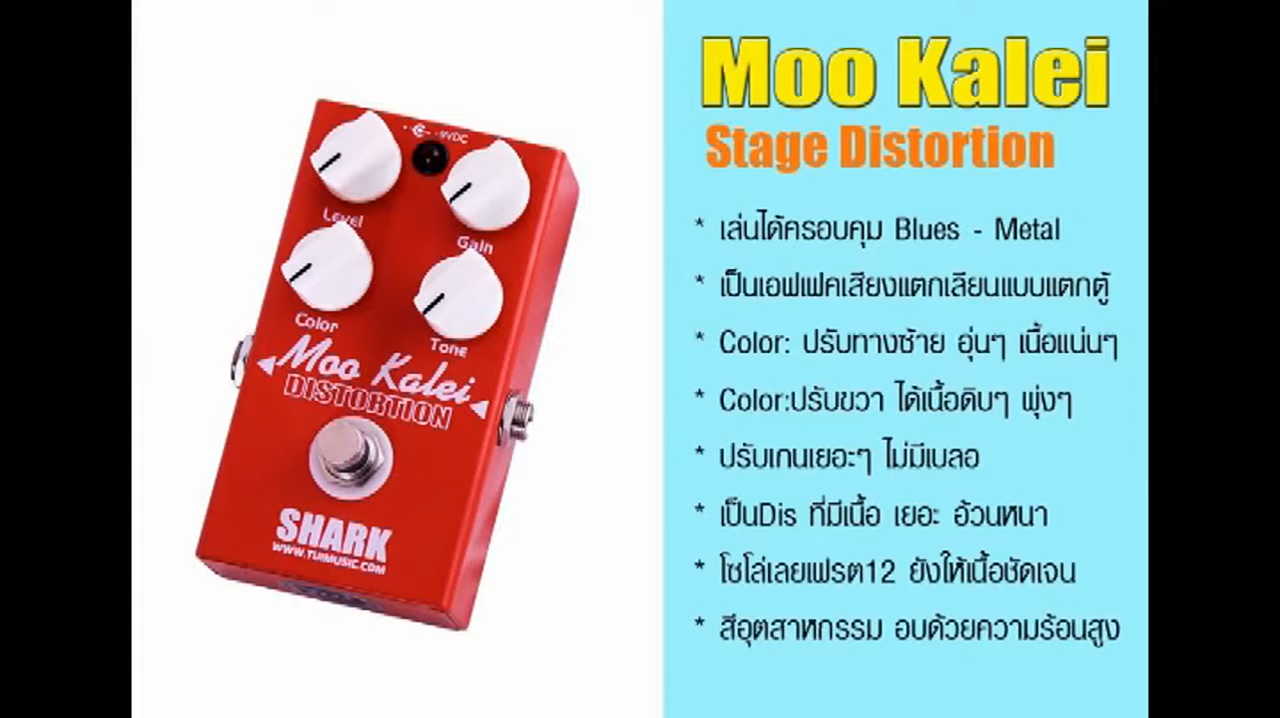 -9VDC
Level
Gain
Color
Tone
Moo Kalei
DISTORTION
SHARK
WWW.TUIMUSIC.COM
Moo Kalei
Stage Distortion
* เล่นได้ครอบคุม Blues - Metal
* เป็นเอฟเฟคเสียงแตกเลียนแบบแตกตู้
* Color: ปรับทางซ้าย อุ่นๆ เนื้อแน่นๆ
* Color:ปรับขวา ได้เนื้อดิบๆ พุ่งๆ
* ปรับเกนเยอะๆ ไม่มีเบลอ
* เป็นDis ที่มีเนื้อ เยอะ อ้วนหนา
* โซโล่เลยเฟรต12 ยังให้เนื้อชัดเจน
* สีอุตสาหกรรม อบด้วยความร้อนสูง